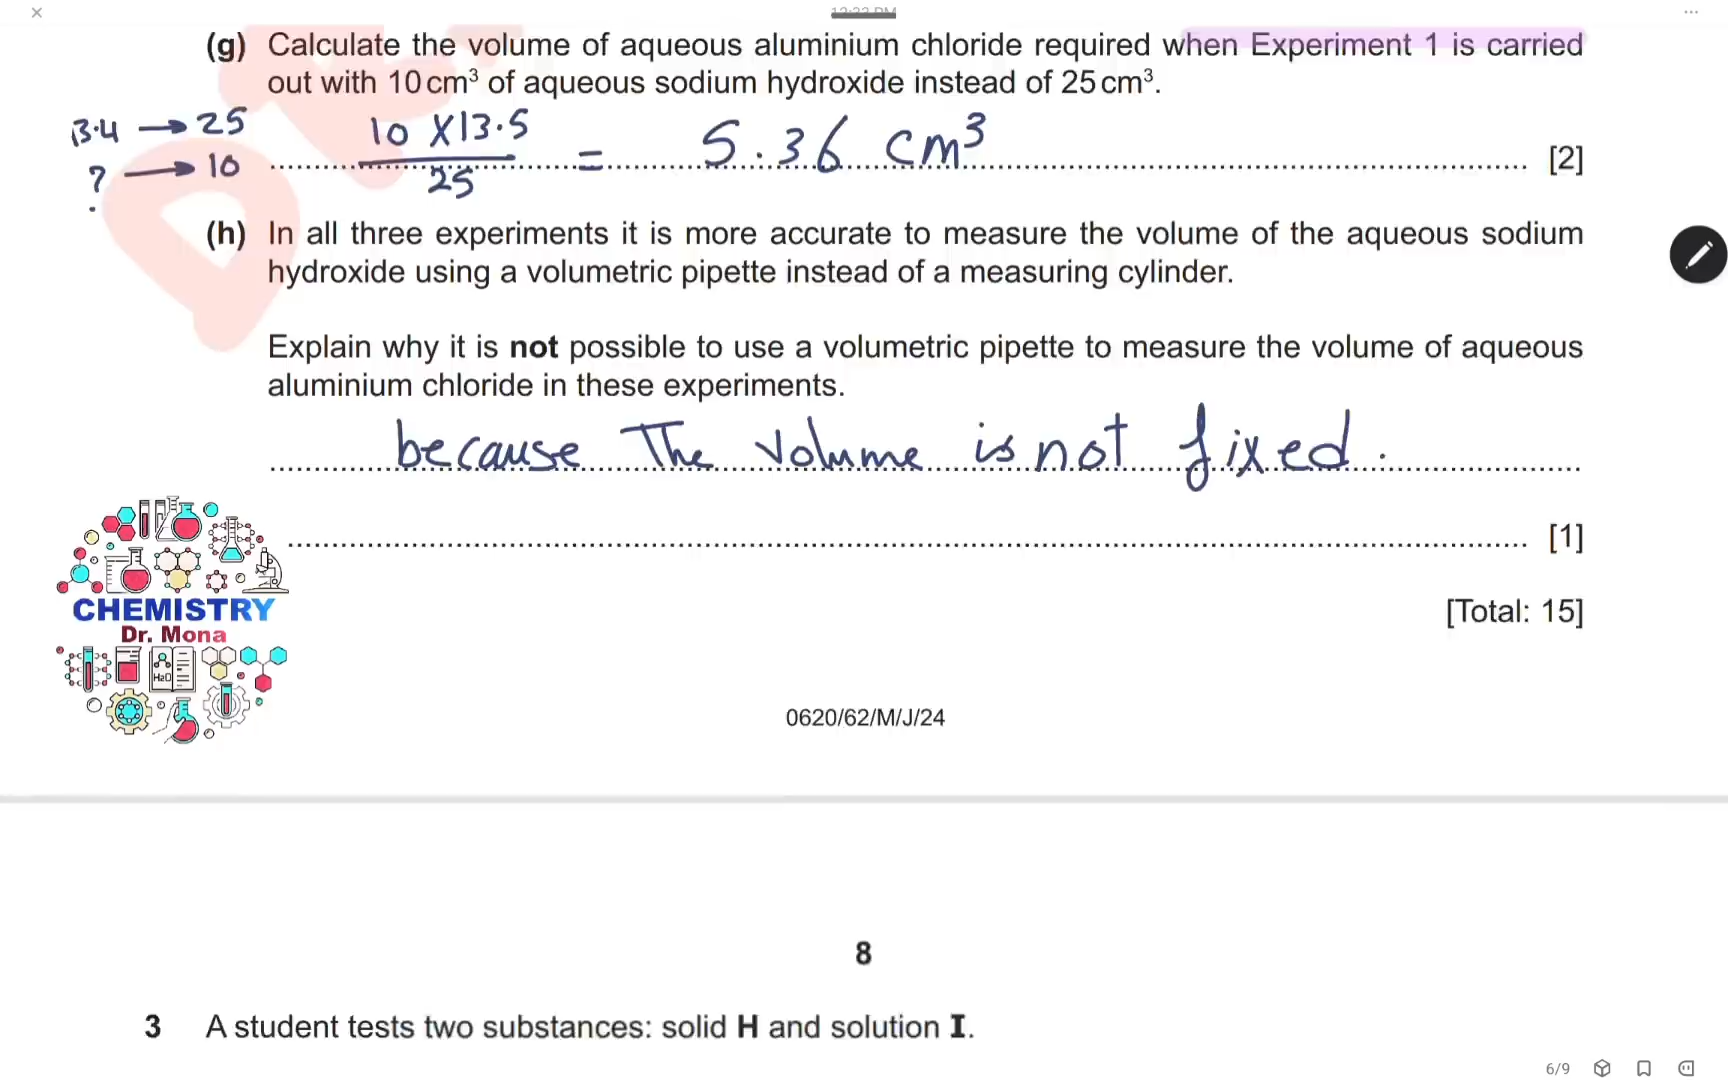 12:22 PM
(g) Calculate the volume of aqueous aluminium chloride required when Experiment 1 is carried
out with 10 cm³ of aqueous sodium hydroxide instead of 25 cm³.
13.4 → 25
? → 10
10 X 13.5
25
= 5.36 cm³
[2]
(h) In all three experiments it is more accurate to measure the volume of the aqueous sodium
hydroxide using a volumetric pipette instead of a measuring cylinder.
Explain why it is not possible to use a volumetric pipette to measure the volume of aqueous
aluminium chloride in these experiments.
because The volume is not fixed.
[1]
CHEMISTRY
Dr. Mona
H₂O
[Total: 15]
0620/62/M/J/24
8
3 A student tests two substances: solid H and solution I.
6/9